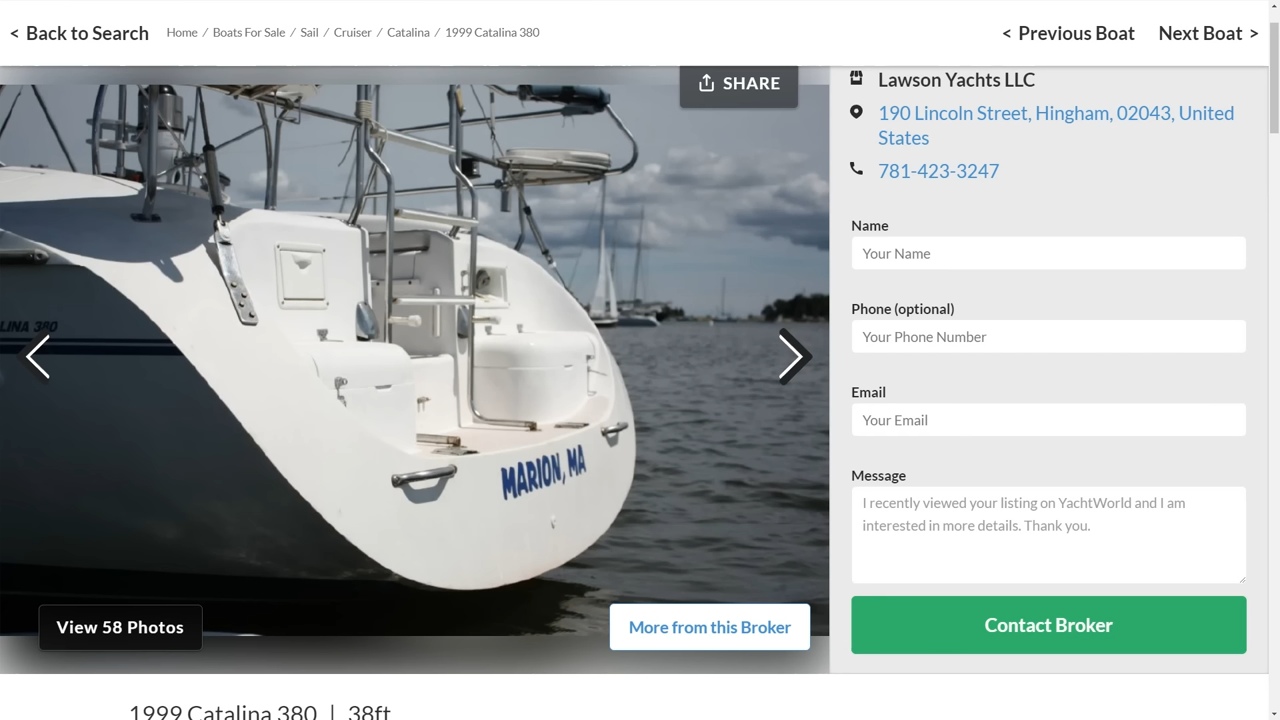 < Back to Search
Home / Boats For Sale / Sail / Cruiser / Catalina / 1999 Catalina 380
< Previous Boat
Next Boat >
SHARE
LINA 380
MARION, MA
View 58 Photos
More from this Broker
Lawson Yachts LLC
190 Lincoln Street, Hingham, 02043, United
States
781-423-3247
Name
Your Name
Phone (optional)
Your Phone Number
Email
Your Email
Message
I recently viewed your listing on YachtWorld and I am
interested in more details. Thank you.
Contact Broker
1999 Catalina 380 | 38ft